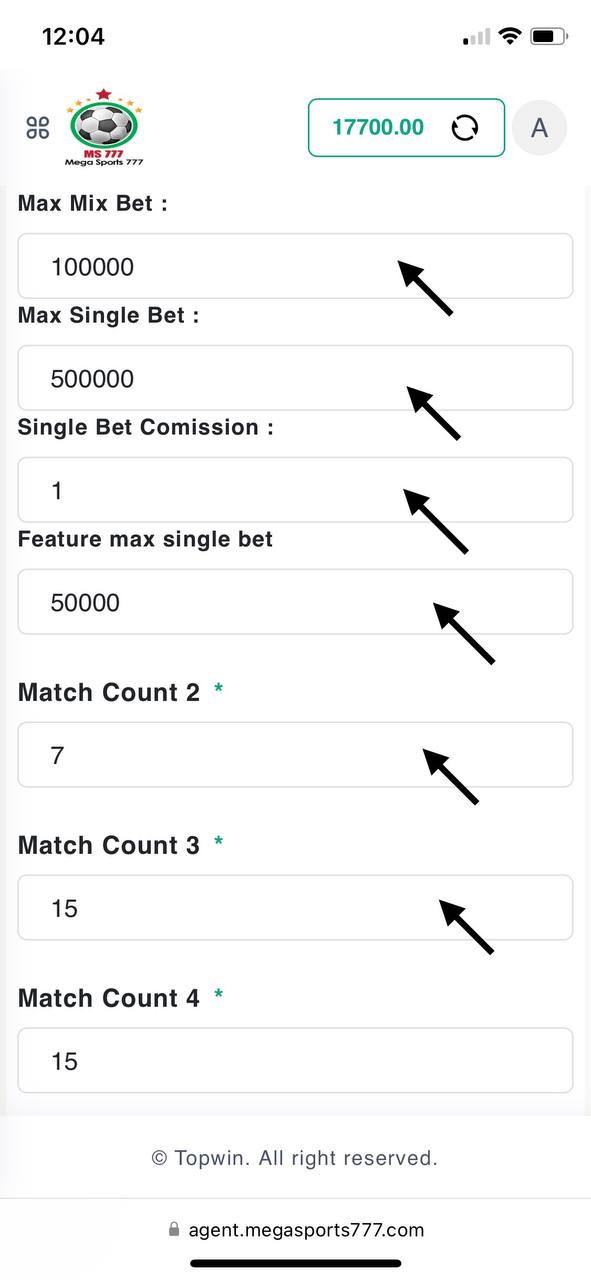 12:04
MS 777
Mega Sports 777
17700.00
A
Max Mix Bet :
100000
Max Single Bet :
500000
Single Bet Comission :
1
Feature max single bet
50000
Match Count 2 *
7
Match Count 3 *
15
Match Count 4 *
15
© Topwin. All right reserved.
agent.megasports777.com